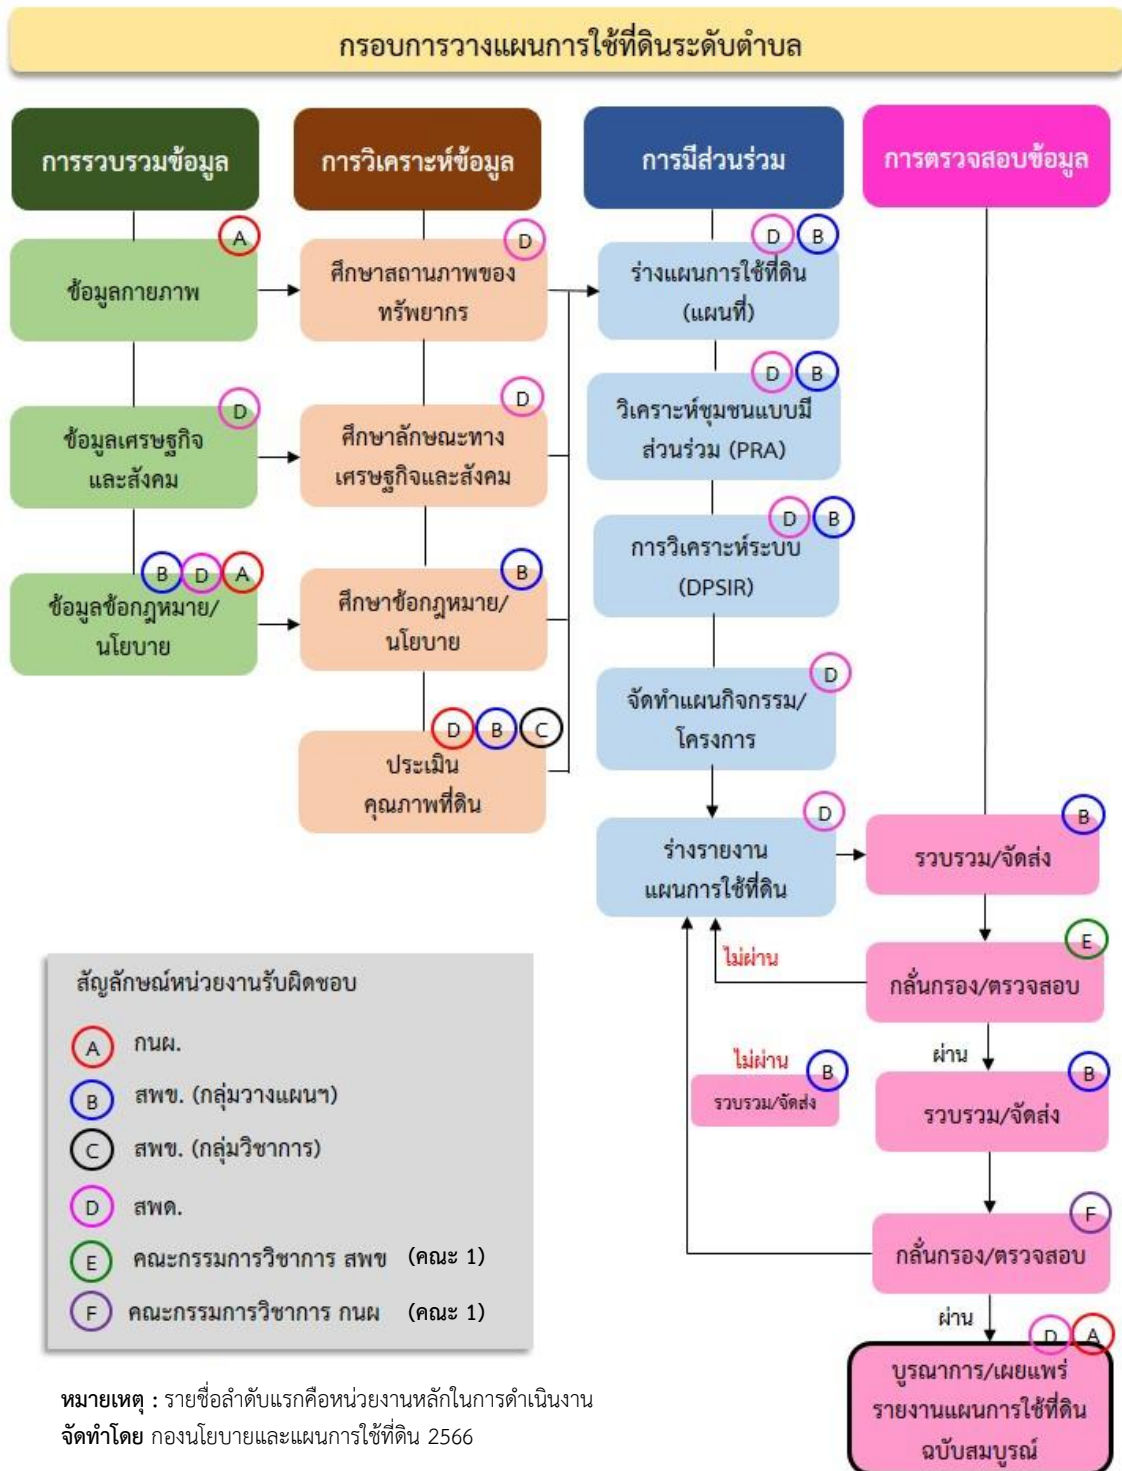 กรอบการวางแผนการใช้ที่ดินระดับตำบล
การรวบรวมข้อมูล
A
ข้อมูลกายภาพ
D
ข้อมูลเศรษฐกิจ
และสังคม
B D A
ข้อมูลข้อกฎหมาย/
นโยบาย
การวิเคราะห์ข้อมูล
D
ศึกษาสถานภาพของ
ทรัพยากร
D
ศึกษาลักษณะทาง
เศรษฐกิจและสังคม
B
ศึกษาข้อกฎหมาย/
นโยบาย
D B C
ประเมิน
คุณภาพที่ดิน
การมีส่วนร่วม
D B
ร่างแผนการใช้ที่ดิน
(แผนที่)
D B
วิเคราะห์ชุมชนแบบมี
ส่วนร่วม (PRA)
D B
การวิเคราะห์ระบบ
(DPSIR)
D
จัดทำแผนกิจกรรม/
โครงการ
D
ร่างรายงาน
แผนการใช้ที่ดิน
การตรวจสอบข้อมูล
B
รวบรวม/จัดส่ง
E
กลั่นกรอง/ตรวจสอบ
ไม่ผ่าน
ผ่าน
B
รวบรวม/จัดส่ง
ไม่ผ่าน
B
รวบรวม/จัดส่ง
F
กลั่นกรอง/ตรวจสอบ
ผ่าน
D A
บูรณาการ/เผยแพร่
รายงานแผนการใช้ที่ดิน
ฉบับสมบูรณ์
สัญลักษณ์หน่วยงานรับผิดชอบ
A กนผ.
B สพข. (กลุ่มวางแผนฯ)
C สพข. (กลุ่มวิชาการ)
D สพด.
E คณะกรรมการวิชาการ สพข (คณะ 1)
F คณะกรรมการวิชาการ กนผ (คณะ 1)
หมายเหตุ : รายชื่อลำดับแรกคือหน่วยงานหลักในการดำเนินงาน
จัดทำโดย กองนโยบายและแผนการใช้ที่ดิน 2566